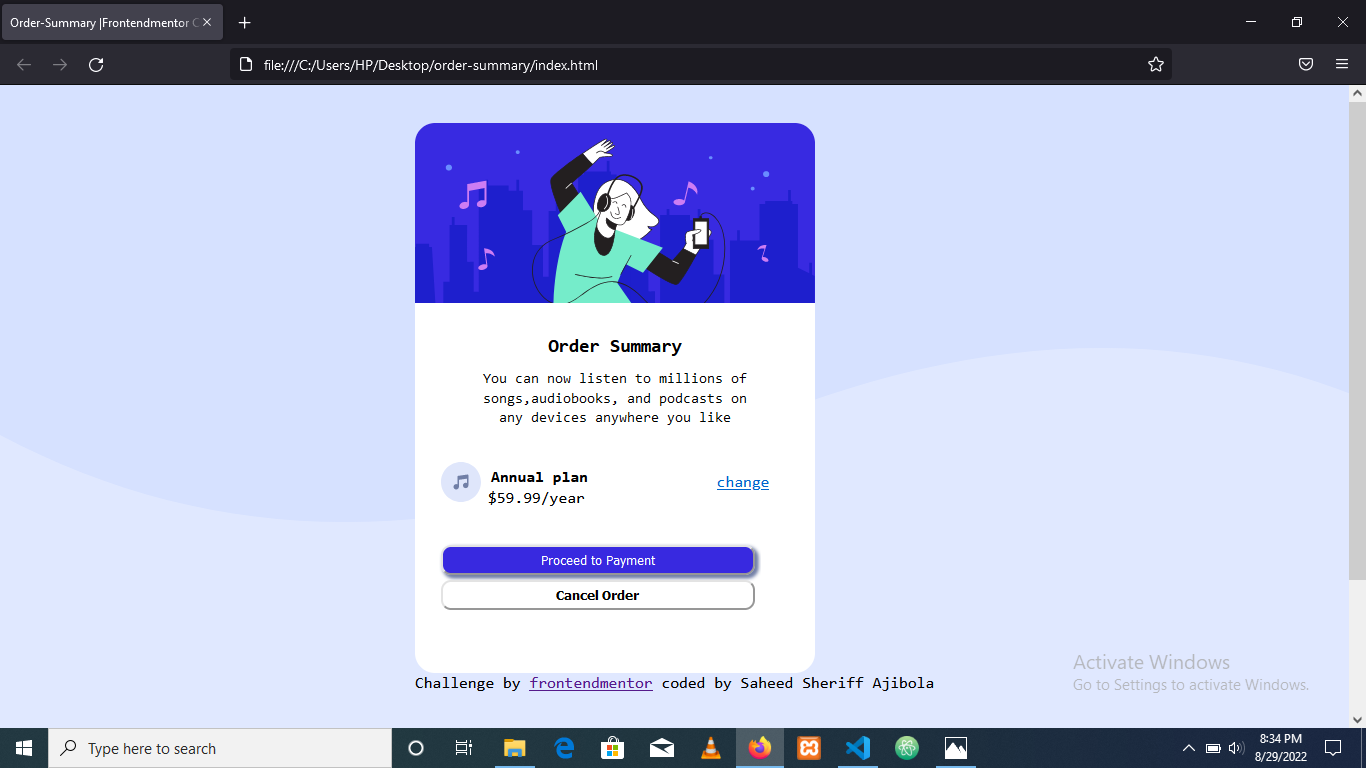 Order-Summary |Frontendmentor C
file:///C:/Users/HP/Desktop/order-summary/index.html
Order Summary
You can now listen to millions of
songs,audiobooks, and podcasts on
any devices anywhere you like
Annual plan
$59.99/year
change
Proceed to Payment
Cancel Order
Challenge by frontendmentor coded by Saheed Sheriff Ajibola
Activate Windows
Go to Settings to activate Windows.
Type here to search
8:34 PM
8/29/2022